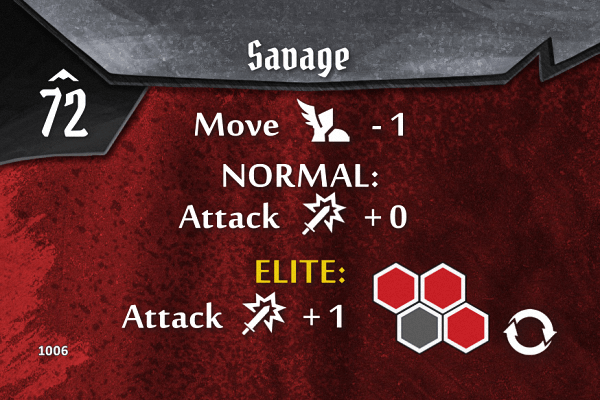 Savage
72
Move - 1
NORMAL:
Attack + 0
ELITE:
Attack + 1
1006